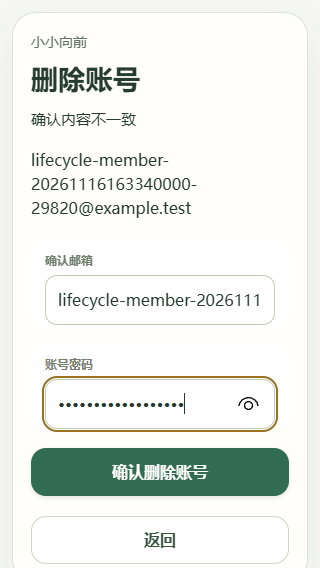 小小向前
删除账号
确认内容不一致
lifecycle-member-
20261116163340000-
29820@example.test
确认邮箱
lifecycle-member-2026111
账号密码
••••••••••••••••••
确认删除账号
返回